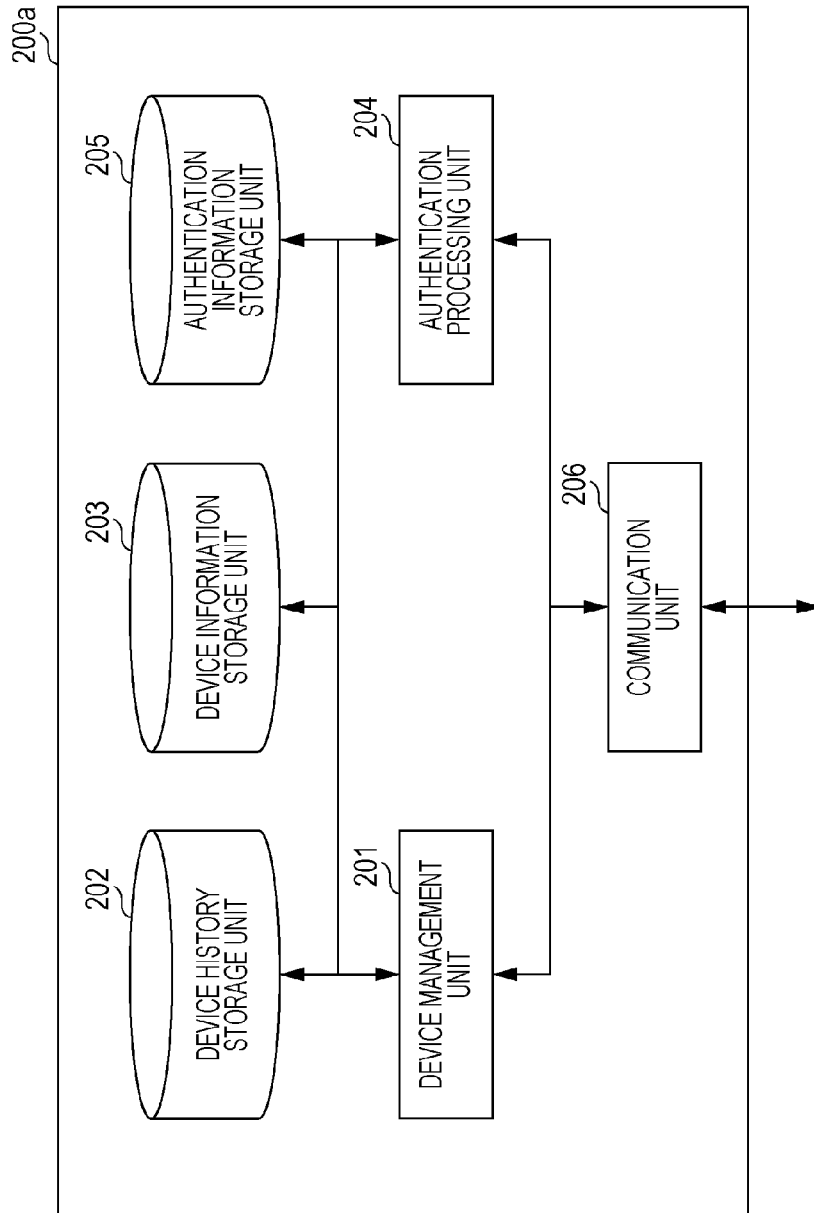 200a
202
DEVICE HISTORY
STORAGE UNIT
203
DEVICE INFORMATION
STORAGE UNIT
205
AUTHENTICATION
INFORMATION
STORAGE UNIT
201
DEVICE MANAGEMENT
UNIT
204
AUTHENTICATION
PROCESSING UNIT
206
COMMUNICATION
UNIT